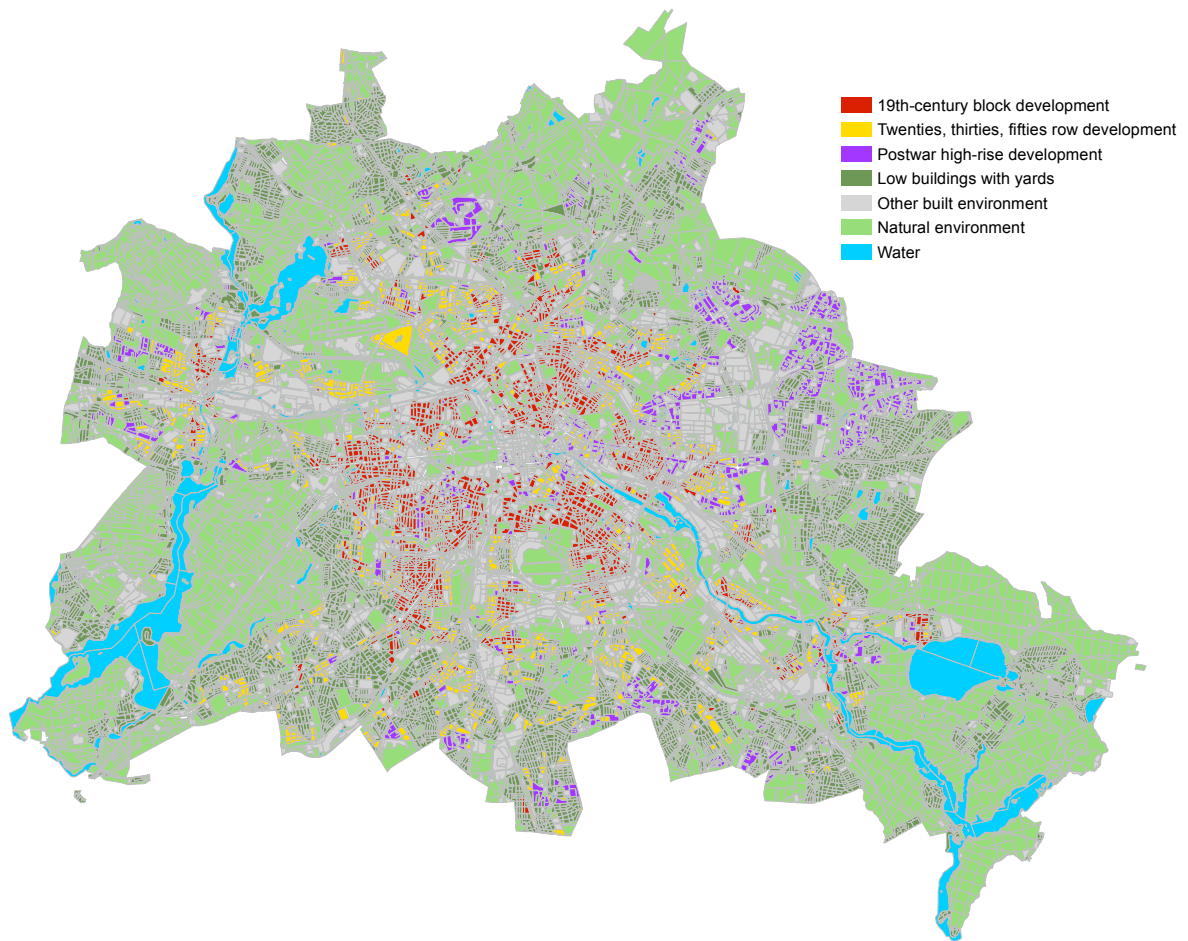 19th-century block development
Twenties, thirties, fifties row development
Postwar high-rise development
Low buildings with yards
Other built environment
Natural environment
Water